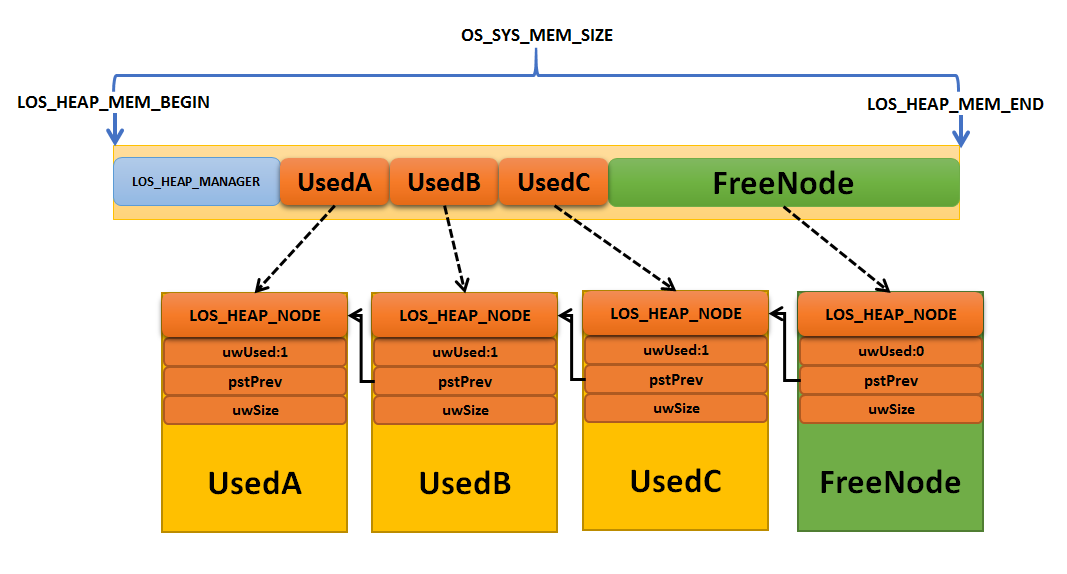 OS_SYS_MEM_SIZE
LOS_HEAP_MEM_BEGIN
LOS_HEAP_MEM_END
LOS_HEAP_MANAGER
UsedA
UsedB
UsedC
FreeNode
LOS_HEAP_NODE
uwUsed:1
pstPrev
uwSize
UsedA
LOS_HEAP_NODE
uwUsed:1
pstPrev
uwSize
UsedB
LOS_HEAP_NODE
uwUsed:1
pstPrev
uwSize
UsedC
LOS_HEAP_NODE
uwUsed:0
pstPrev
uwSize
FreeNode